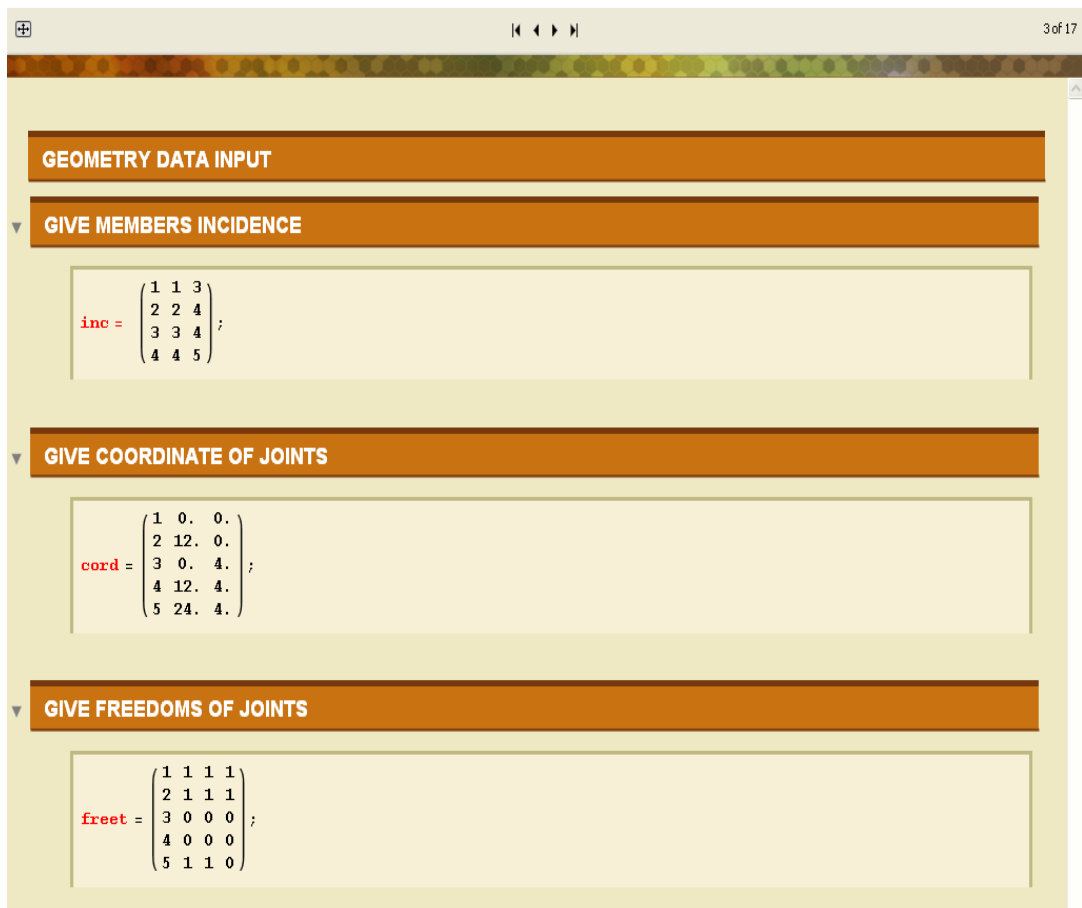 3 of 17
GEOMETRY DATA INPUT
GIVE MEMBERS INCIDENCE
1 1 3
2 2 4
inc = ;
3 3 4
4 4 5
GIVE COORDINATE OF JOINTS
1 0. 0.
2 12. 0.
cord = 3 0. 4. ;
4 12. 4.
5 24. 4.
GIVE FREEDOMS OF JOINTS
1 1 1 1
2 1 1 1
freet = 3 0 0 0 ;
4 0 0 0
5 1 1 0